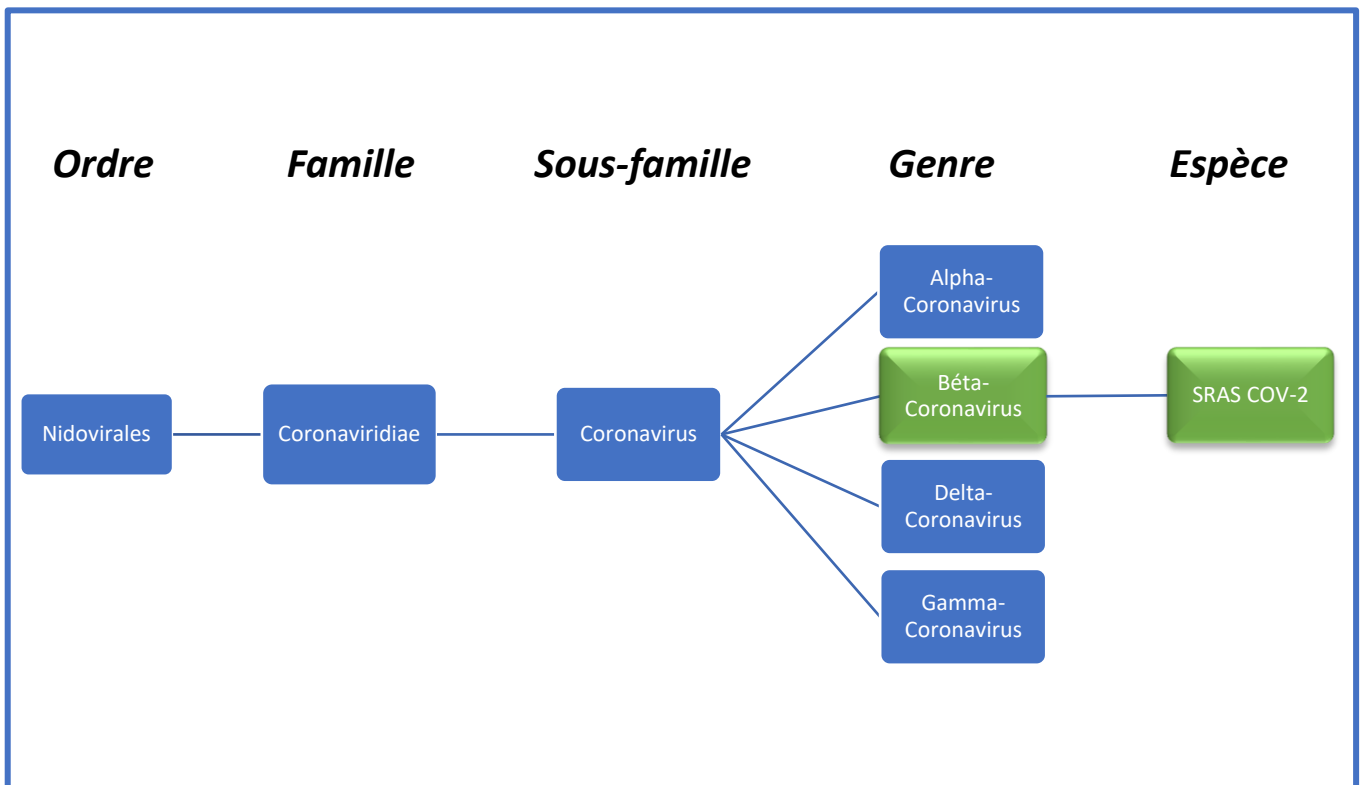 Ordre Famille Sous-famille Genre Espèce
Alpha-
Coronavirus
Nidovirales Coronaviridiae Coronavirus
Béta-
Coronavirus
SRAS COV-2
Delta-
Coronavirus
Gamma-
Coronavirus